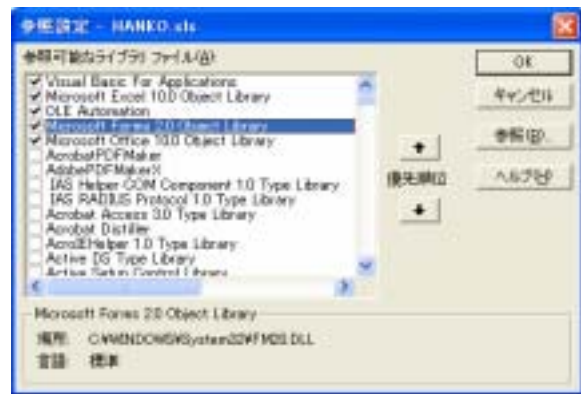 参照設定 - HANKO.xls
参照可能なライブラリ ファイル(A):
Visual Basic For Applications
Microsoft Excel 10.0 Object Library
OLE Automation
Microsoft Forms 2.0 Object Library
Microsoft Office 10.0 Object Library
AcrobatPDFMaker
AdobePDFMakerX
IAS Helper COM Component 1.0 Type Library
IAS RADIUS Protocol 1.0 Type Library
Acrobat Access 3.0 Type Library
Acrobat Distiller
AcroIEHelper 1.0 Type Library
Active DS Type Library
Active Setup Control Library
OK
キャンセル
参照(B)...
ヘルプ(H)
優先順位
Microsoft Forms 2.0 Object Library
場所: C:¥WINDOWS¥System32¥FM20.DLL
言語: 標準